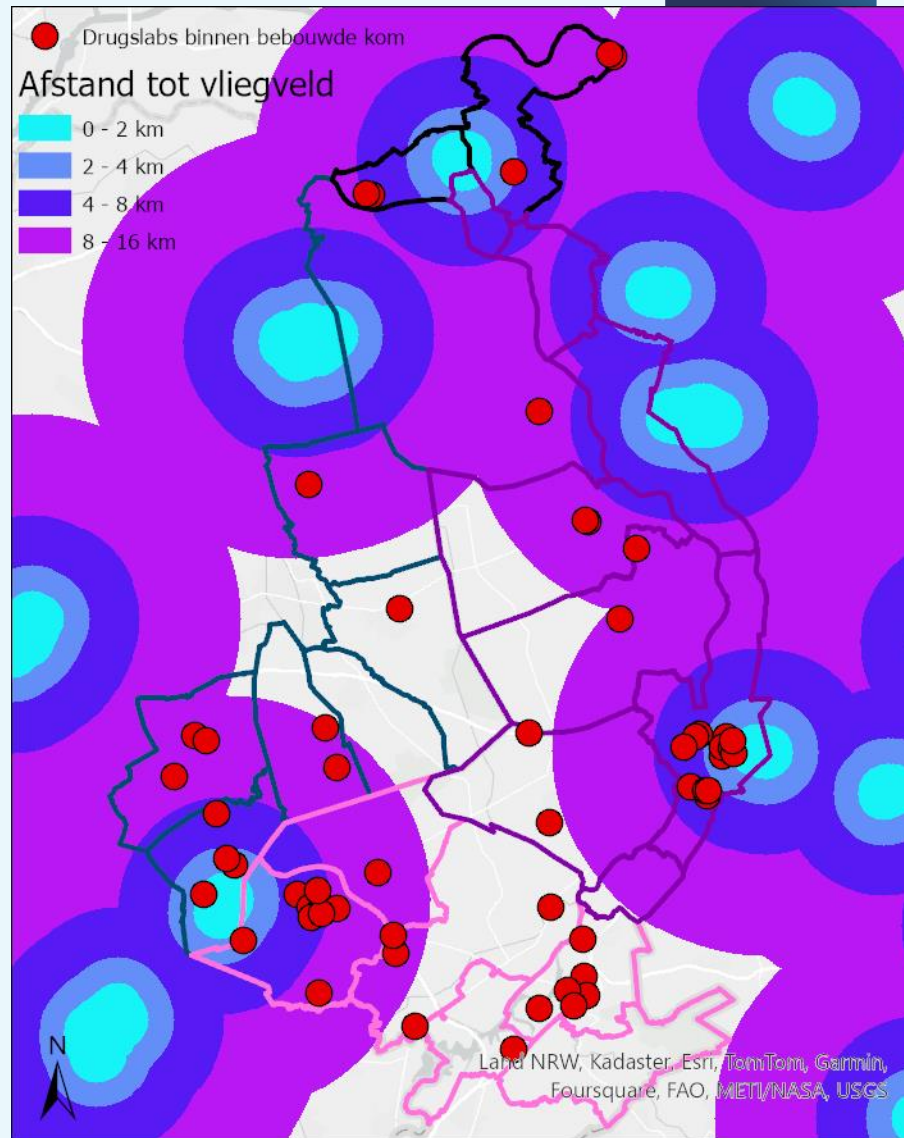 Drugslabs binnen bebouwde kom
Afstand tot vliegveld
0 - 2 km
2 - 4 km
4 - 8 km
8 - 16 km
N
Land NRW, Kadaster, Esri, TomTom, Garmin,
Foursquare, FAO, METI/NASA, USGS